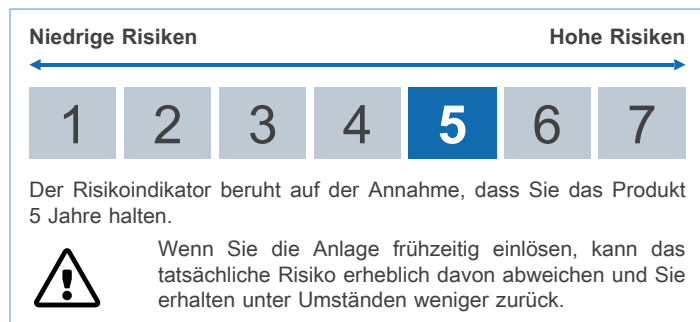 Niedrige Risiken Hohe Risiken
1 2 3 4 5 6 7
Der Risikoindikator beruht auf der Annahme, dass Sie das Produkt
5 Jahre halten.
Wenn Sie die Anlage frühzeitig einlösen, kann das
tatsächliche Risiko erheblich davon abweichen und Sie
erhalten unter Umständen weniger zurück.